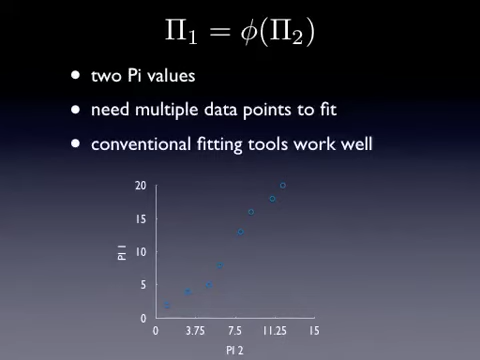 Π₁ = ϕ(Π₂)
• two Pi values
• need multiple data points to fit
• conventional fitting tools work well
20
15
10
5
0
PI 1
0 3.75 7.5 11.25 15
PI 2